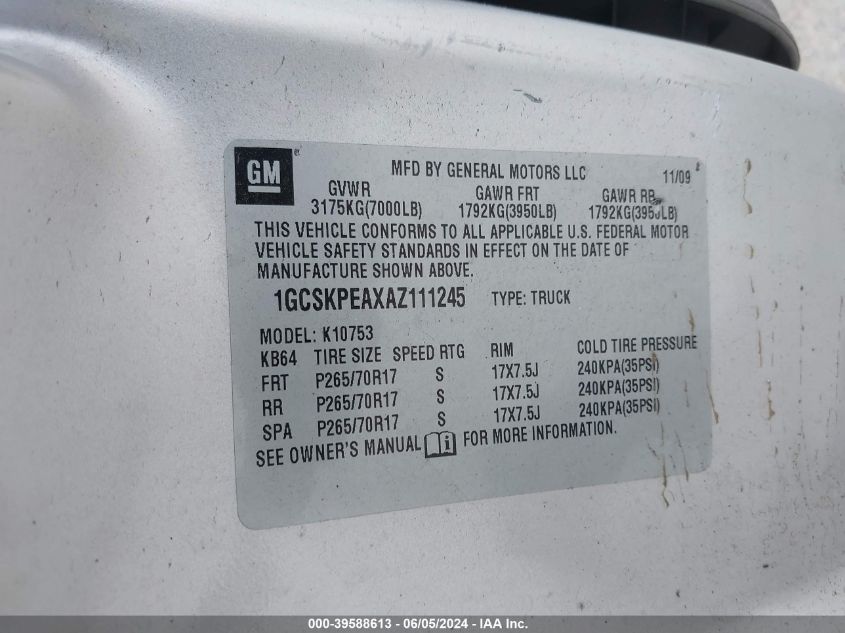 GM
MFD BY GENERAL MOTORS LLC 11/09
GVWR GAWR FRT GAWR RR
3175KG(7000LB) 1792KG(3950LB) 1792KG(3950LB)
THIS VEHICLE CONFORMS TO ALL APPLICABLE U.S. FEDERAL MOTOR
VEHICLE SAFETY STANDARDS IN EFFECT ON THE DATE OF
MANUFACTURE SHOWN ABOVE.
1GCSKPEAXAZ111245 TYPE: TRUCK
MODEL: K10753
KB64 TIRE SIZE SPEED RTG RIM COLD TIRE PRESSURE
FRT P265/70R17 S 17X7.5J 240KPA(35PSI)
RR P265/70R17 S 17X7.5J 240KPA(35PSI)
SPA P265/70R17 S 17X7.5J 240KPA(35PSI)
SEE OWNER'S MANUAL i FOR MORE INFORMATION.
000-39588613 - 06/05/2024 - IAA Inc.